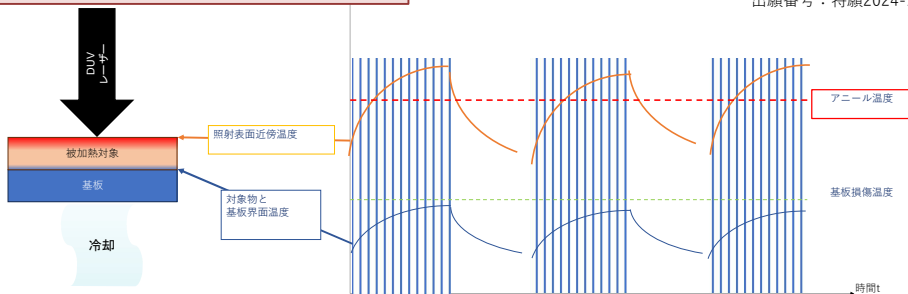 出願番号：特願2024-
DUV
レーザー
アニール温度
照射表面近傍温度
被加熱対象
基板
基板損傷温度
対象物と
基板界面温度
冷却
時間t